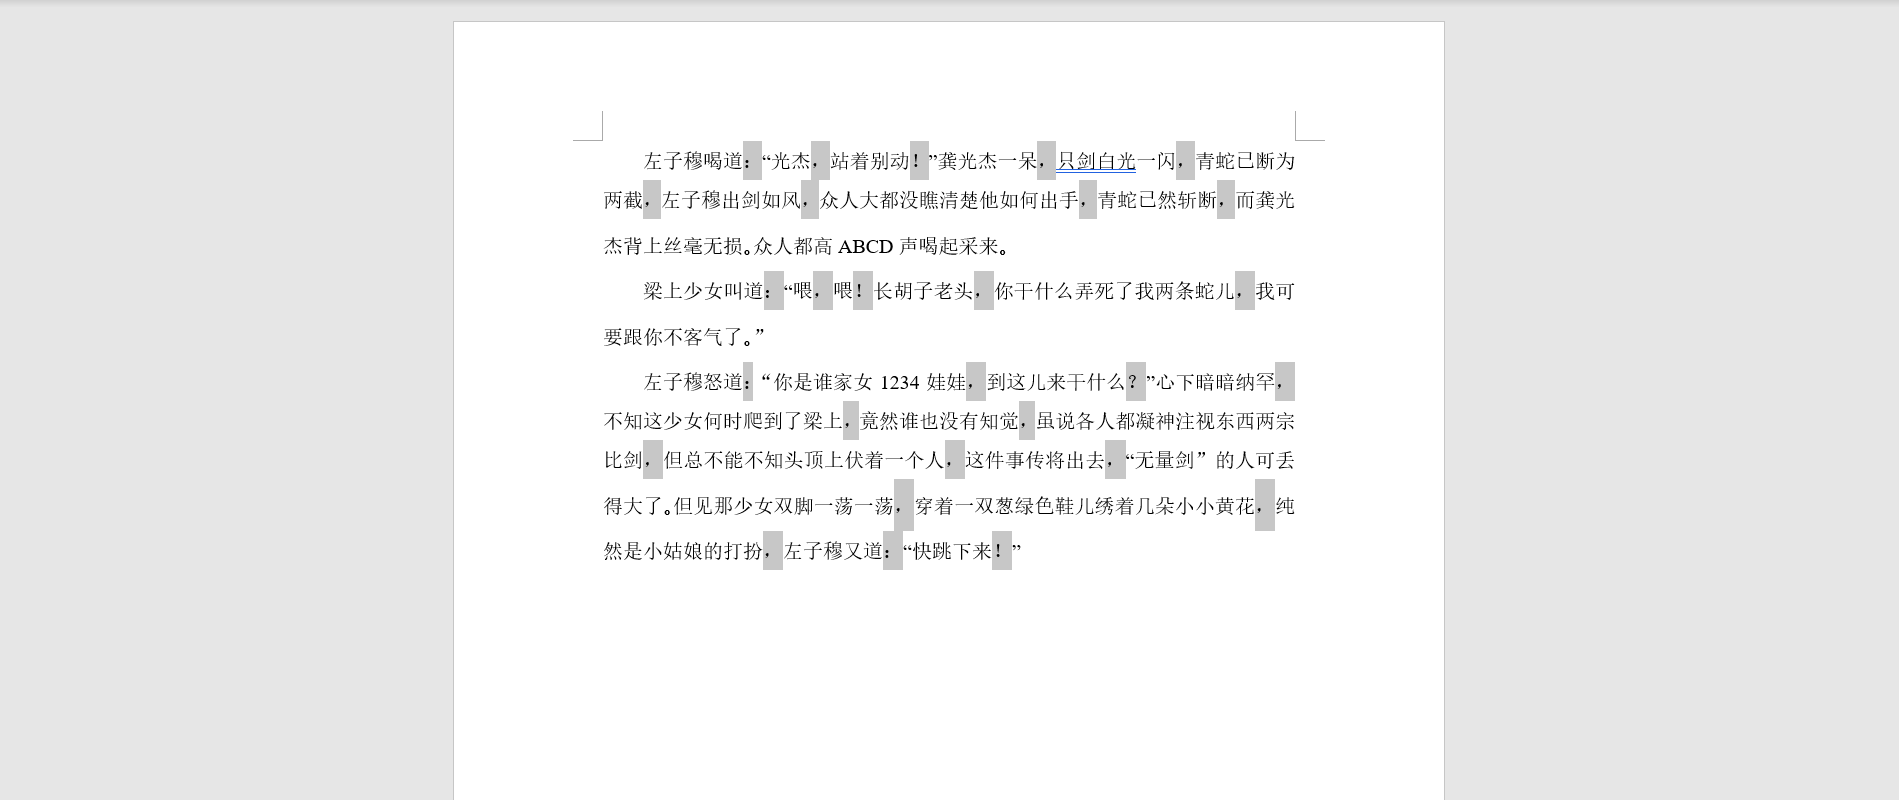 左子穆喝道：“光杰，站着别动！”龚光杰一呆，只剑白光一闪，青蛇已断为
两截，左子穆出剑如风，众人大都没瞧清楚他如何出手，青蛇已然斩断，而龚光
杰背上丝毫无损。众人都高 ABCD 声喝起采来。
梁上少女叫道：“喂，喂！长胡子老头，你干什么弄死了我两条蛇儿，我可
要跟你不客气了。”
左子穆怒道：“你是谁家女 1234 娃娃，到这儿来干什么？”心下暗暗纳罕，
不知这少女何时爬到了梁上，竟然谁也没有知觉，虽说各人都凝神注视东西两宗
比剑，但总不能不知头顶上伏着一个人，这件事传将出去，“无量剑”的人可丢
得大了。但见那少女双脚一荡一荡，穿着一双葱绿色鞋儿绣着几朵小小黄花，纯
然是小姑娘的打扮，左子穆又道：“快跳下来！”